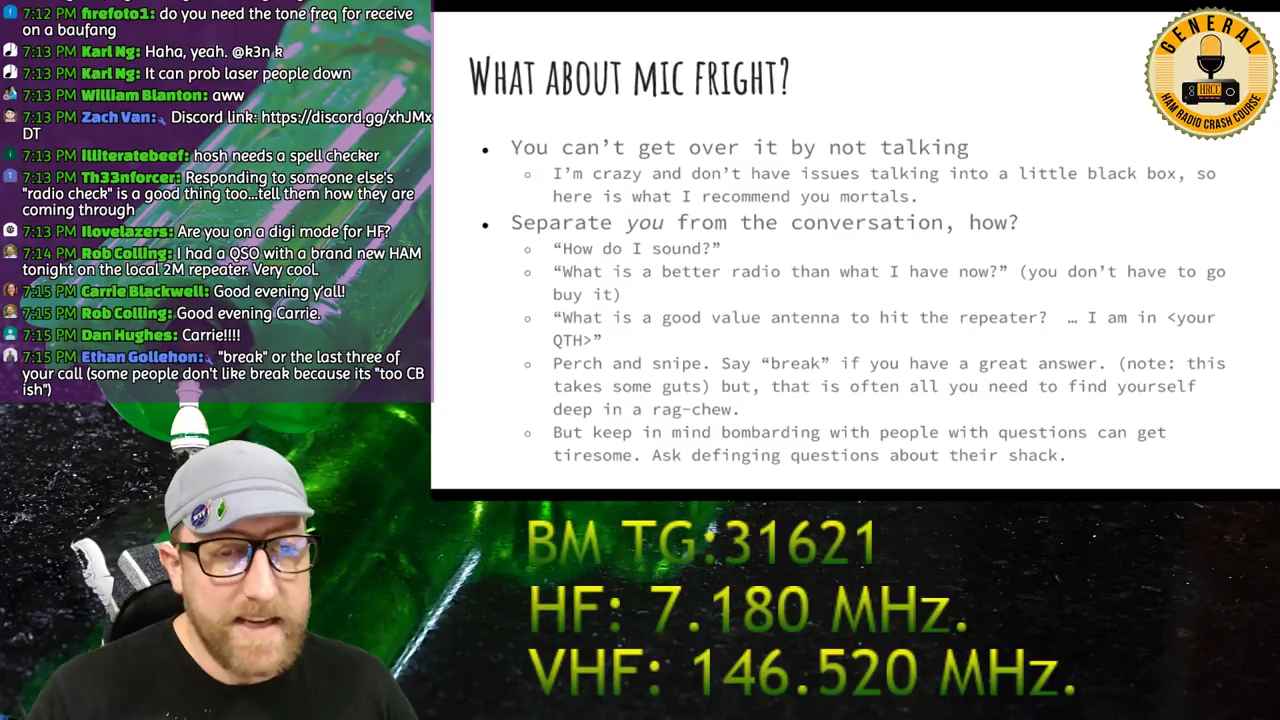 7:12 PM firefoto1: do you need the tone freq for receive
on a baufang
7:13 PM Karl Ng: Haha, yeah. @k3n k
7:13 PM Karl Ng: It can prob laser people down
7:13 PM William Blanton: aww
7:13 PM Zach Van: Discord link: https://discord.gg/xhJMx
DT
7:13 PM illiteratebeef: hosh needs a spell checker
7:13 PM Th33nforcer: Responding to someone else's
"radio check" is a good thing too...tell them how they are
coming through
7:13 PM Ilovelazers: Are you on a digi mode for HF?
7:14 PM Rob Colling: I had a QSO with a brand new HAM
tonight on the local 2M repeater. Very cool.
7:15 PM Carrie Blackwell: Good evening y'all!
7:15 PM Rob Colling: Good evening Carrie.
7:15 PM Dan Hughes: Carrie!!!!
7:15 PM Ethan Gollehon: "break" or the last three of
your call (some people don't like break because its "too CB
ish")
WHAT ABOUT MIC FRIGHT?
• You can't get over it by not talking
○ I'm crazy and don't have issues talking into a little black box, so
here is what I recommend you mortals.
• Separate you from the conversation, how?
○ “How do I sound?”
○ “What is a better radio than what I have now?” (you don't have to go
buy it)
○ “What is a good value antenna to hit the repeater? … I am in <your
QTH>”
○ Perch and snipe. Say “break” if you have a great answer. (note: this
takes some guts) but, that is often all you need to find yourself
deep in a rag-chew.
○ But keep in mind bombarding with people with questions can get
tiresome. Ask definging questions about their shack.
GENERAL
HRCC
HAM RADIO CRASH COURSE
BM TG:31621
HF: 7.180 MHz.
VHF: 146.520 MHz.